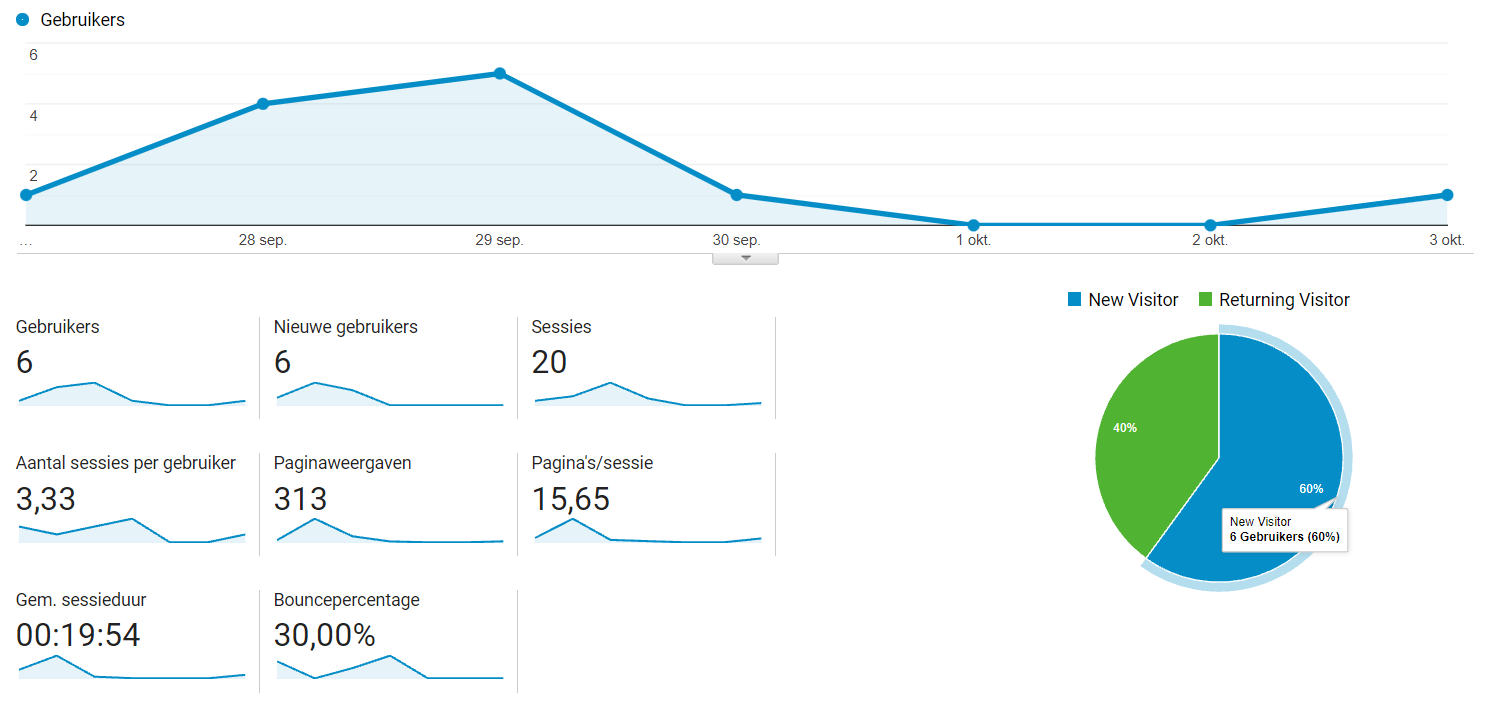 Gebruikers
6
4
2
...
28 sep.
29 sep.
30 sep.
1 okt.
2 okt.
3 okt.
New Visitor
Returning Visitor
Gebruikers
6
Nieuwe gebruikers
6
Sessies
20
Aantal sessies per gebruiker
3,33
Paginaweergaven
313
Pagina's/sessie
15,65
Gem. sessieduur
00:19:54
Bouncepercentage
30,00%
40%
60%
New Visitor
6 Gebruikers (60%)